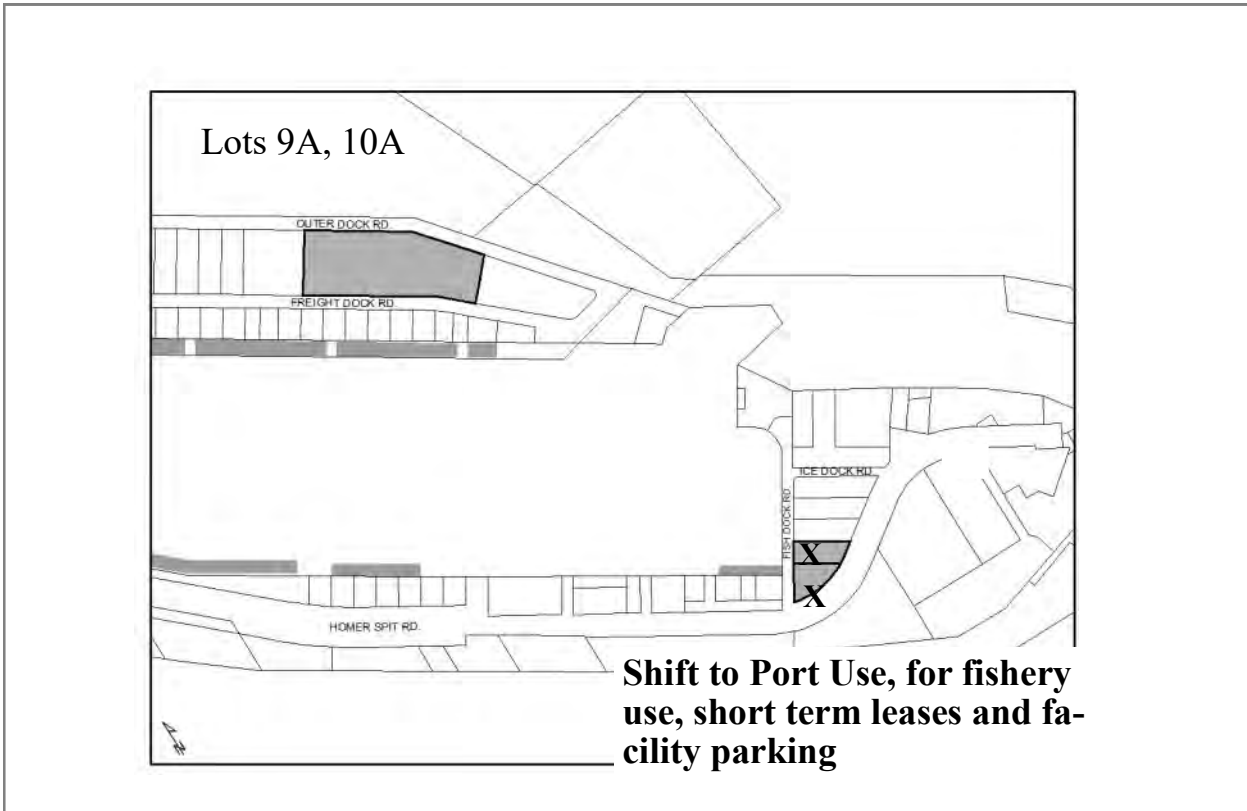 Lots 9A, 10A
OUTER DOCK RD.
FREIGHT DOCK RD.
ICE DOCK RD.
FISH DOCK RD.
X
X
HOMER SPIT RD.
Shift to Port Use, for fishery
use, short term leases and fa-
cility parking
N